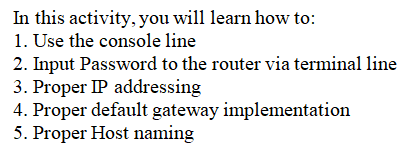 In this activity, you will learn how to:
1. Use the console line
2. Input Password to the router via terminal line
3. Proper IP addressing
4. Proper default gateway implementation
5. Proper Host naming